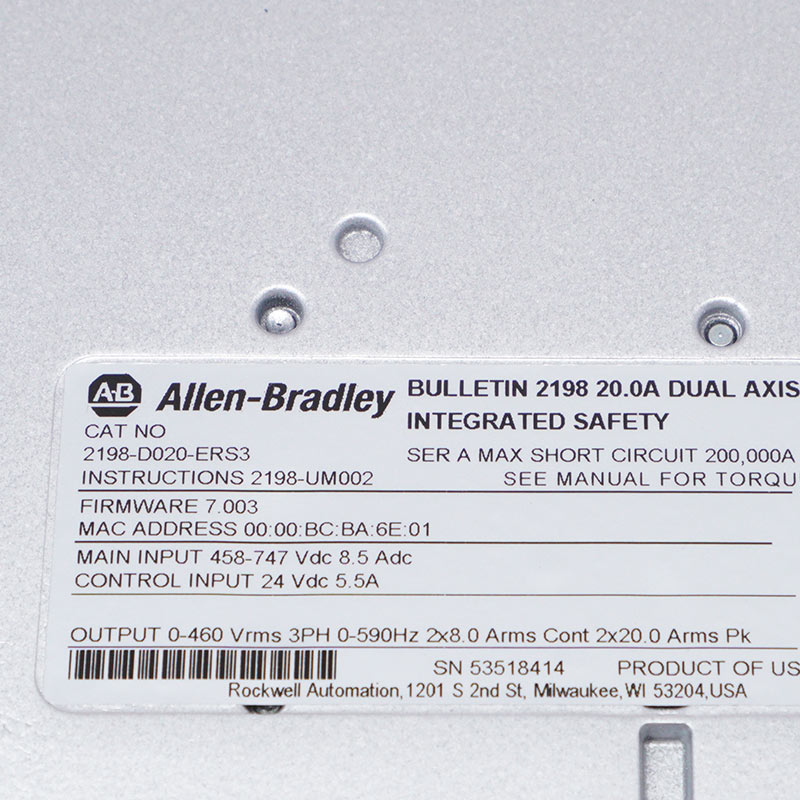 A-B Allen-Bradley
BULLETIN 2198 20.0A DUAL AXIS
INTEGRATED SAFETY
CAT NO
2198-D020-ERS3
SER A MAX SHORT CIRCUIT 200,000A
INSTRUCTIONS 2198-UM002
SEE MANUAL FOR TORQU
FIRMWARE 7.003
MAC ADDRESS 00:00:BC:BA:6E:01
MAIN INPUT 458-747 Vdc 8.5 Adc
CONTROL INPUT 24 Vdc 5.5A
OUTPUT 0-460 Vrms 3PH 0-590Hz 2x8.0 Arms Cont 2x20.0 Arms Pk
SN 53518414 PRODUCT OF US
Rockwell Automation,1201 S 2nd St, Milwaukee,WI 53204,USA